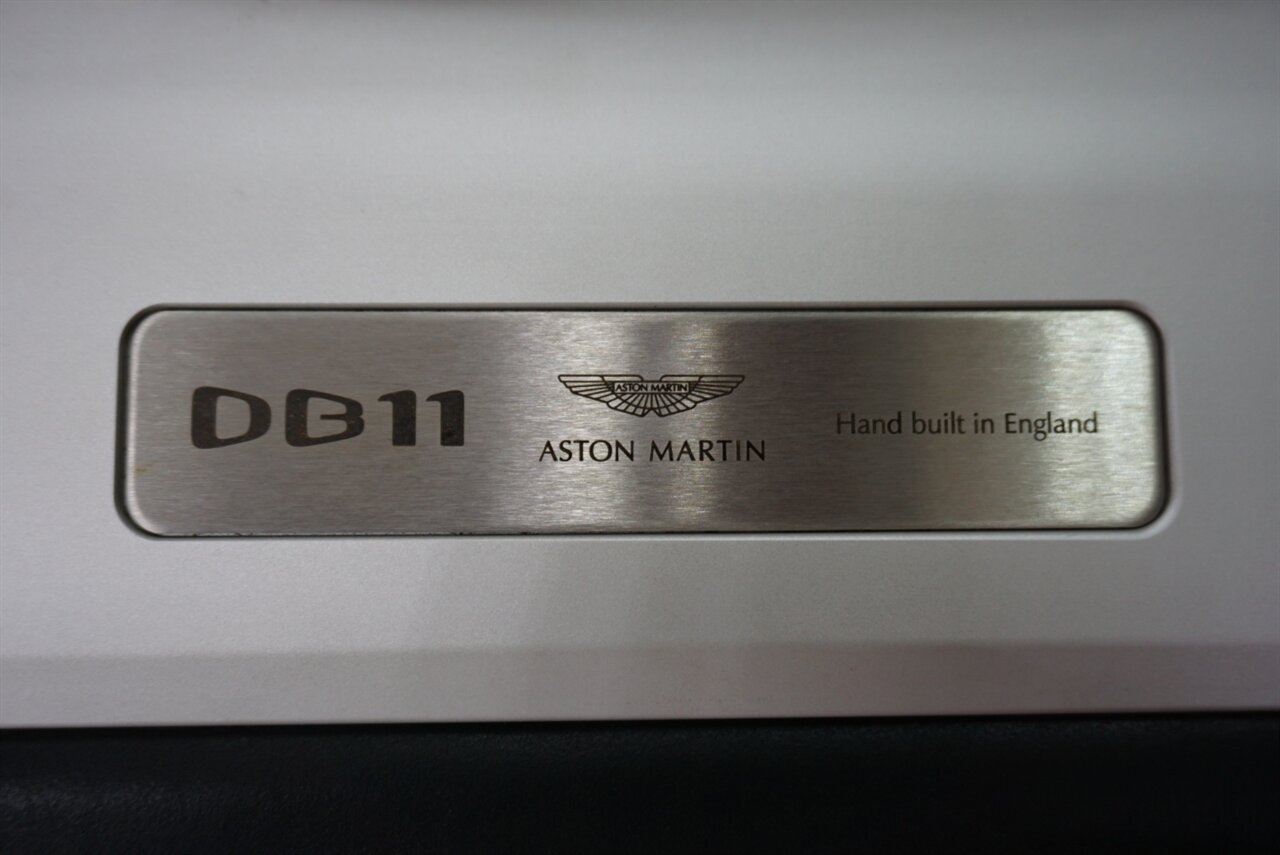 DB11
ASTON MARTIN
ASTON MARTIN
Hand built in England